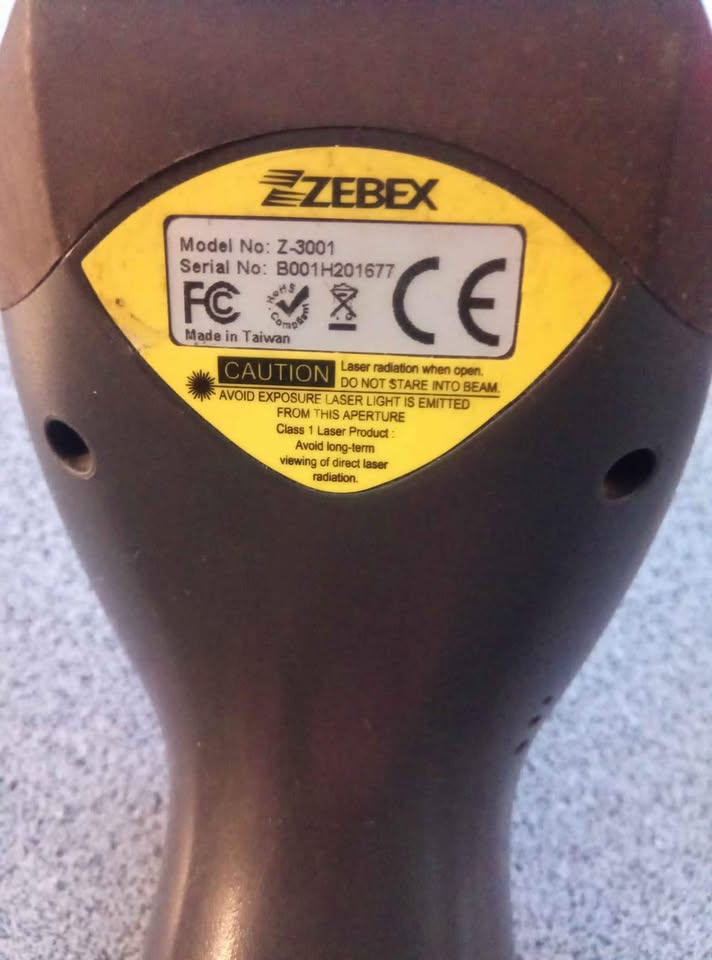 ZEBEX
Model No: Z-3001
Serial No: B001H201677
FC
RoHS
Compliant
CE
Made in Taiwan
CAUTION
Laser radiation when open.
DO NOT STARE INTO BEAM.
AVOID EXPOSURE LASER LIGHT IS EMITTED
FROM THIS APERTURE
Class 1 Laser Product :
Avoid long-term
viewing of direct laser
radiation.